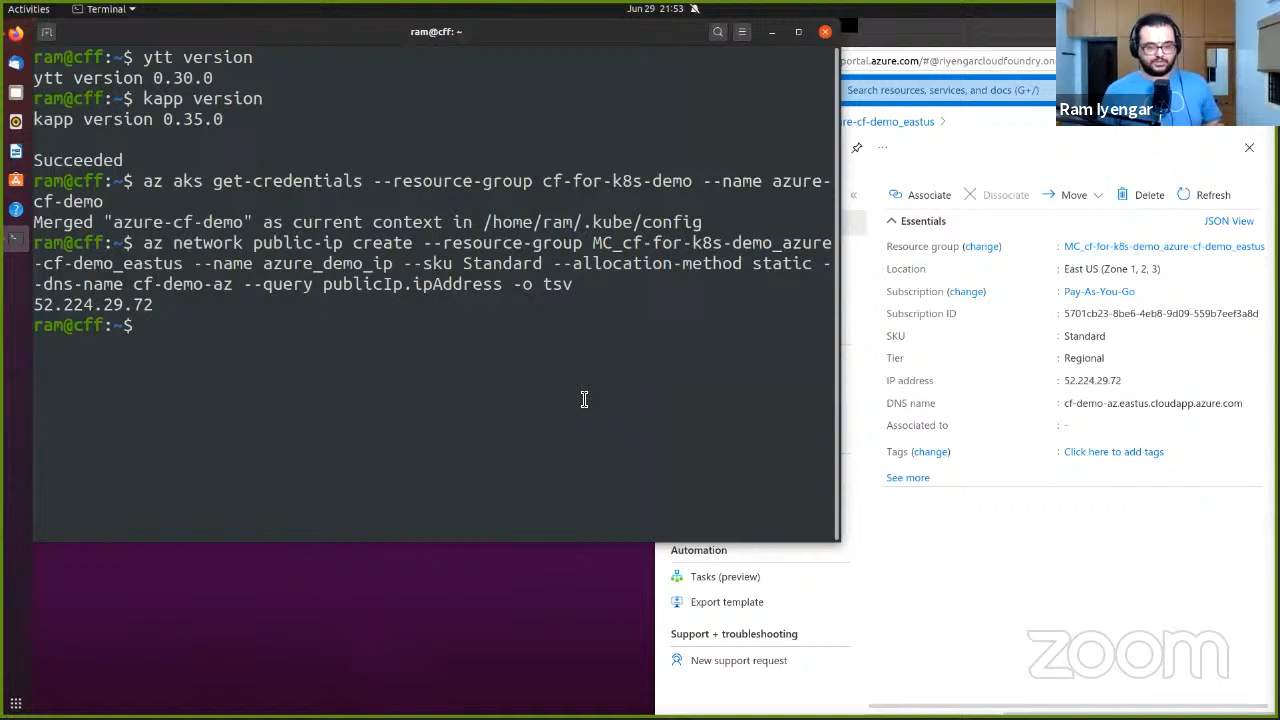 Activities
Terminal
Jun 29 21:53
ram@cff: ~
ram@cff:~$ ytt version
ytt version 0.30.0
ram@cff:~$ kapp version
kapp version 0.35.0
Succeeded
ram@cff:~$ az aks get-credentials --resource-group cf-for-k8s-demo --name azure-
cf-demo
Merged "azure-cf-demo" as current context in /home/ram/.kube/config
ram@cff:~$ az network public-ip create --resource-group MC_cf-for-k8s-demo_azure
-cf-demo_eastus --name azure_demo_ip --sku Standard --allocation-method static -
-dns-name cf-demo-az --query publicIp.ipAddress -o tsv
52.224.29.72
ram@cff:~$
portal.azure.com/#@riyengarcloudfoundry.on
Search resources, services, and docs (G+/)
re-cf-demo_eastus >
Ram Iyengar
...
«
Associate
Dissociate
Move
Delete
Refresh
Essentials
JSON View
Resource group (change) : MC_cf-for-k8s-demo_azure-cf-demo_eastus
Location : East US (Zone 1, 2, 3)
Subscription (change) : Pay-As-You-Go
Subscription ID : 5701cb23-8be6-4eb8-9d09-559b7eef3a8d
SKU : Standard
Tier : Regional
IP address : 52.224.29.72
DNS name : cf-demo-az.eastus.cloudapp.azure.com
Associated to : -
Tags (change) : Click here to add tags
See more
Automation
Tasks (preview)
Export template
Support + troubleshooting
New support request
zoom